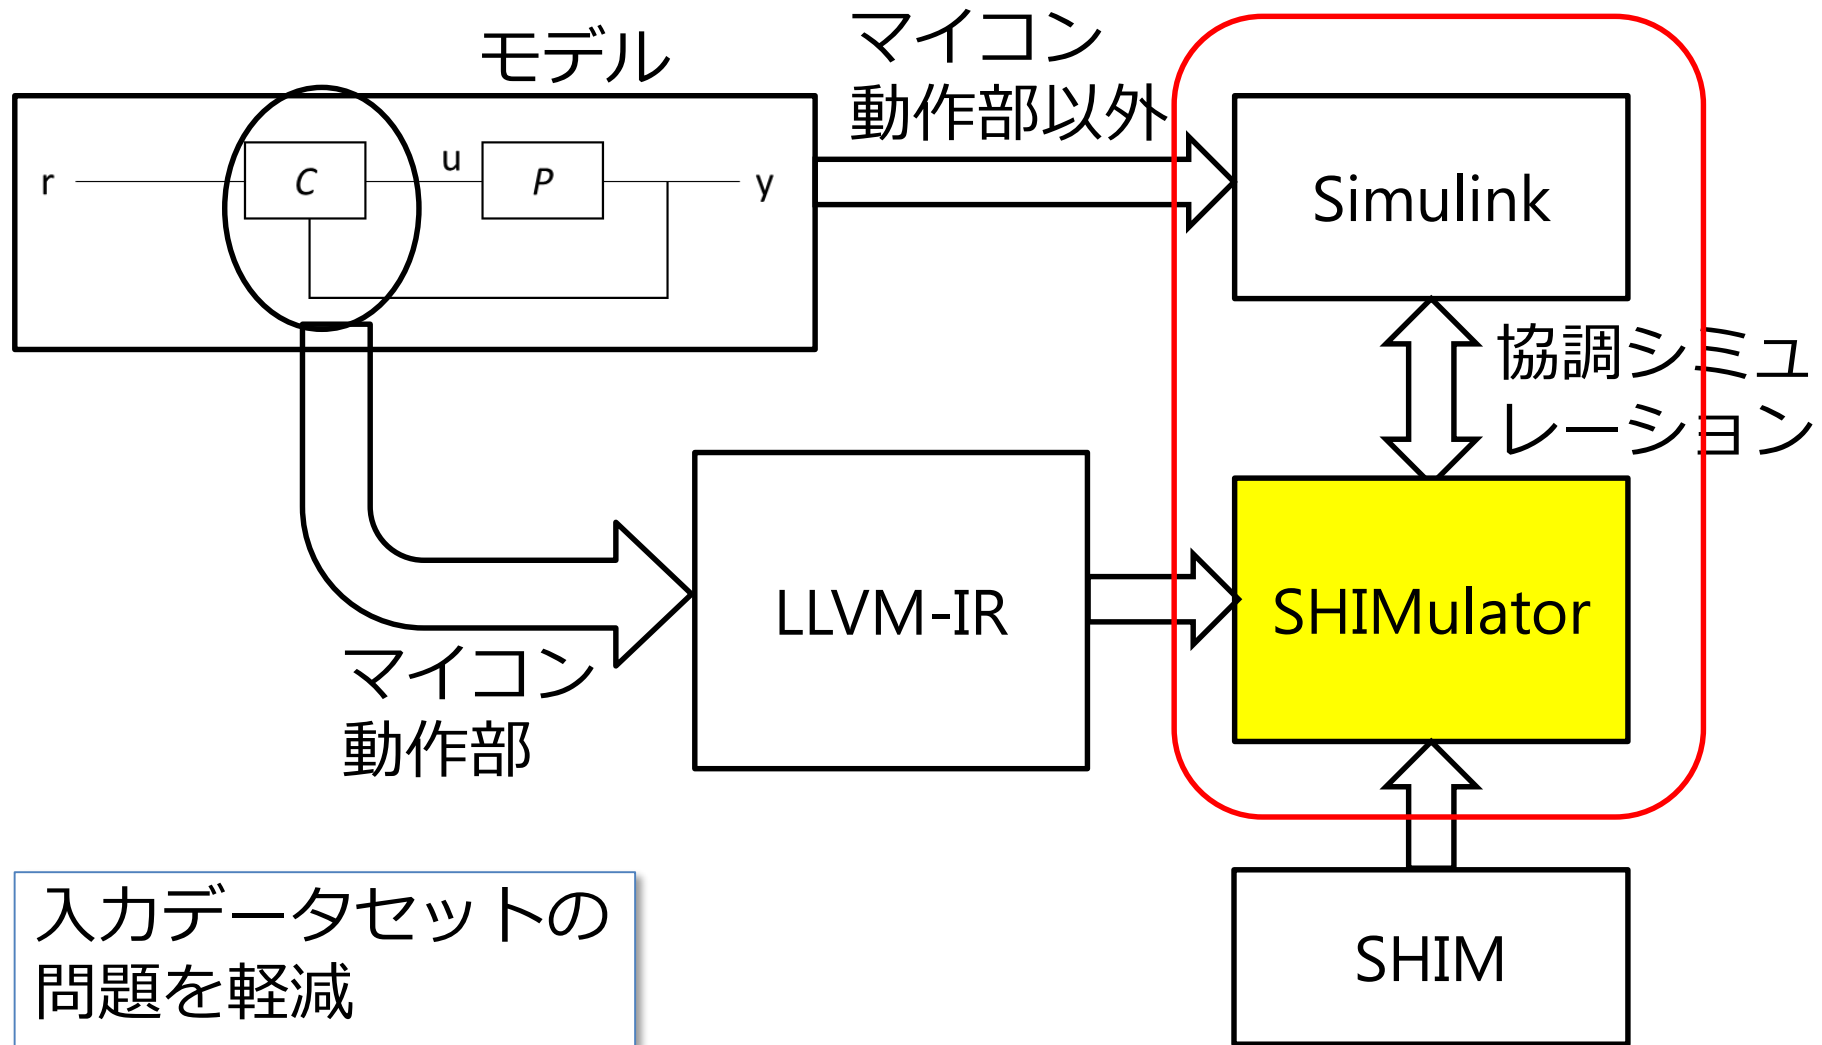 モデル
マイコン
動作部以外
r
C
u
P
y
Simulink
協調シミュ
レーション
LLVM-IR
SHIMulator
マイコン
動作部
入力データセットの
問題を軽減
SHIM